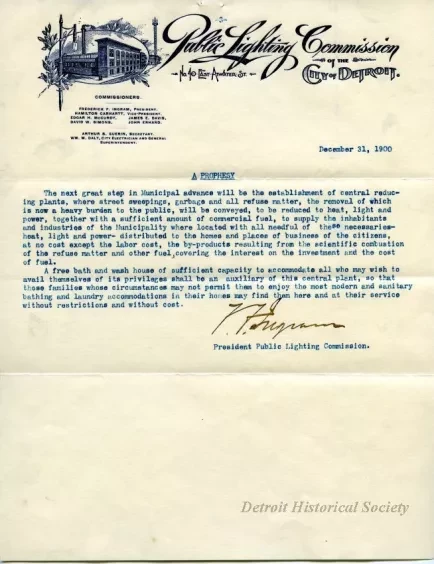 Public Lighting Commission
OF THE
No. 40 East Atwater St.
CITY OF DETROIT.
COMMISSIONERS
FREDERICK F. INGRAM, PRESIDENT.
HAMILTON CARHARTT, VICE-PRESIDENT.
EDGAR H. McCURDY, JAMES E. DAVIS,
DAVID W. SIMONS, JOHN ERHARD.
ARTHUR E. GUERIN, SECRETARY.
WM. M. DALY, CITY ELECTRICIAN AND GENERAL
SUPERINTENDENT.
December 31, 1900
A PROPHESY
The next great step in Municipal advance will be the establishment of central reduc-
ing plants, where street sweepings, garbage and all refuse matter, the removal of which
is now a heavy burden to the public, will be conveyed, to be reduced to heat, light and
power, together with a sufficient amount of commercial fuel, to supply the inhabitants
and industries of the Municipality where located with all needful of these necessaries-
heat, light and power- distributed to the homes and places of business of the citizens,
at no cost except the labor cost, the by-products resulting from the scientific combustion
of the refuse matter and other fuel, covering the interest on the investment and the cost
of fuel.
A free bath and wash house of sufficient capacity to accommodate all who may wish to
avail themselves of its privileges shall be an auxiliary of this central plant, so that
those families whose circumstances may not permit them to enjoy the most modern and sanitary
bathing and laundry accommodations in their homes may find them here and at their service
without restrictions and without cost.
F. F. Ingram
President Public Lighting Commission.
Detroit Historical Society